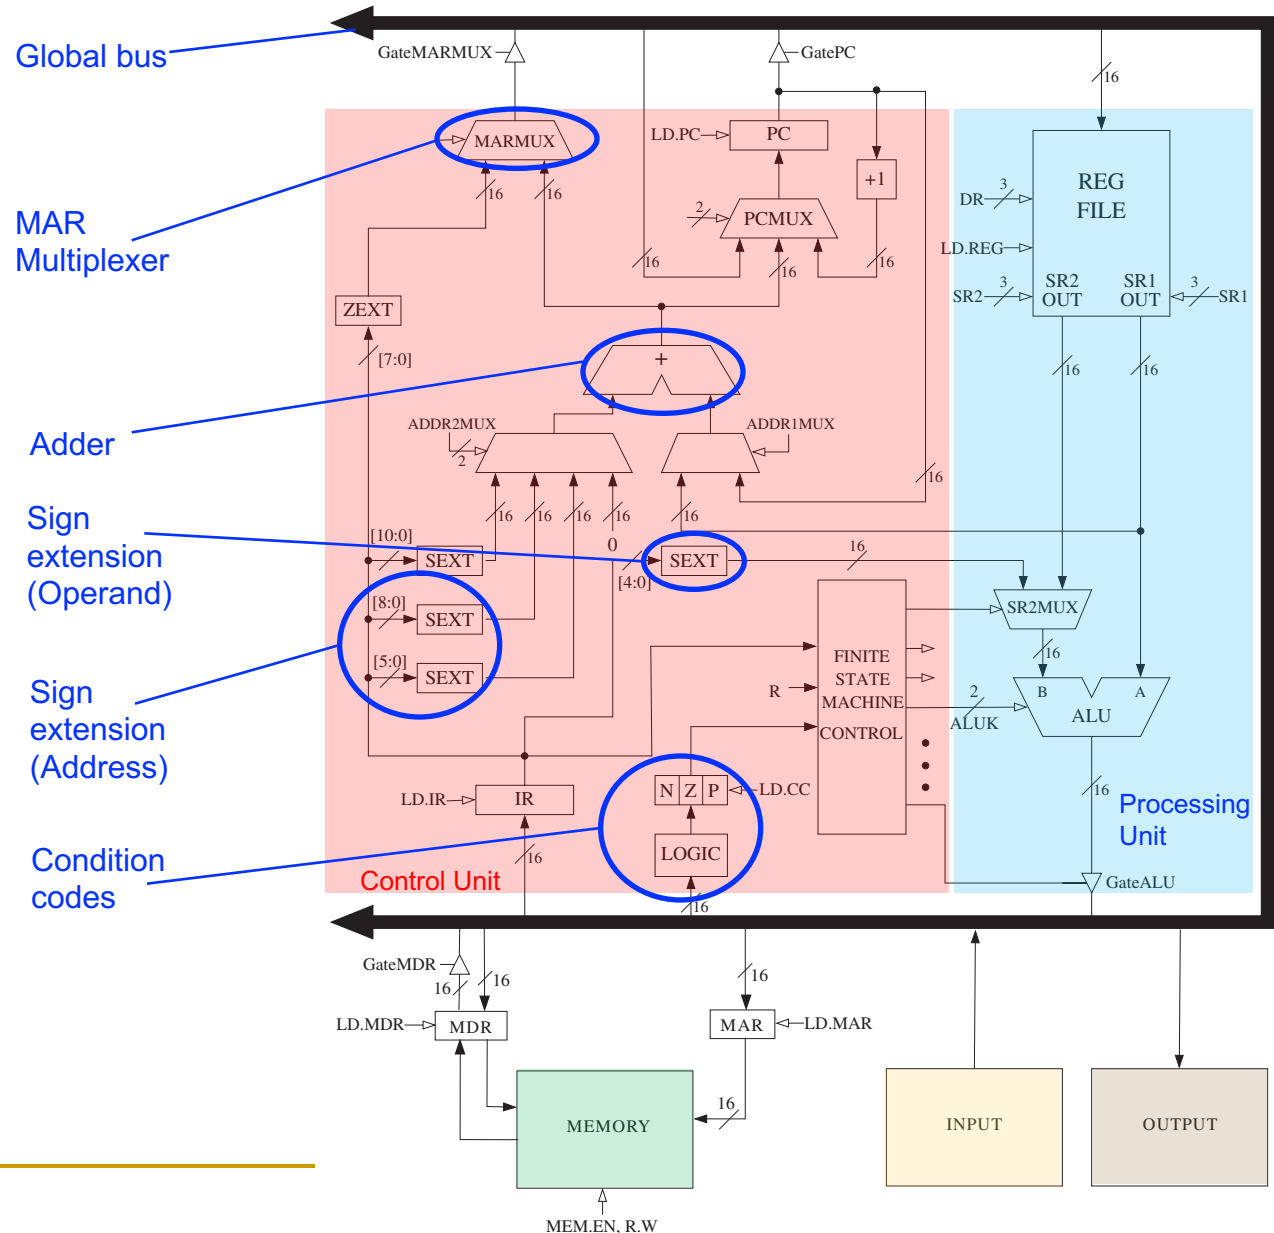 Global bus
GateMARMUX
GatePC
16
MARMUX
LD.PC
PC
+1
16
16
2
PCMUX
16
16
16
MAR
Multiplexer
REG
FILE
DR
3
LD.REG
SR2
3
SR2
OUT
SR1
OUT
3
SR1
ZEXT
[7:0]
+
16
16
Adder
ADDR2MUX
2
ADDR1MUX
16
16
16
16
16
16
Sign
extension
(Operand)
[10:0]
SEXT
0
[4:0]
SEXT
16
[8:0]
SEXT
SR2MUX
16
[5:0]
SEXT
Sign
extension
(Address)
FINITE
STATE
MACHINE
CONTROL
R
2
ALUK
B
A
ALU
LD.IR
IR
16
N Z P
LD.CC
LOGIC
16
16
Processing
Unit
Condition
codes
Control Unit
GateALU
GateMDR
16
16
16
LD.MDR
MDR
MAR
LD.MAR
16
MEMORY
INPUT
OUTPUT
MEM.EN, R.W